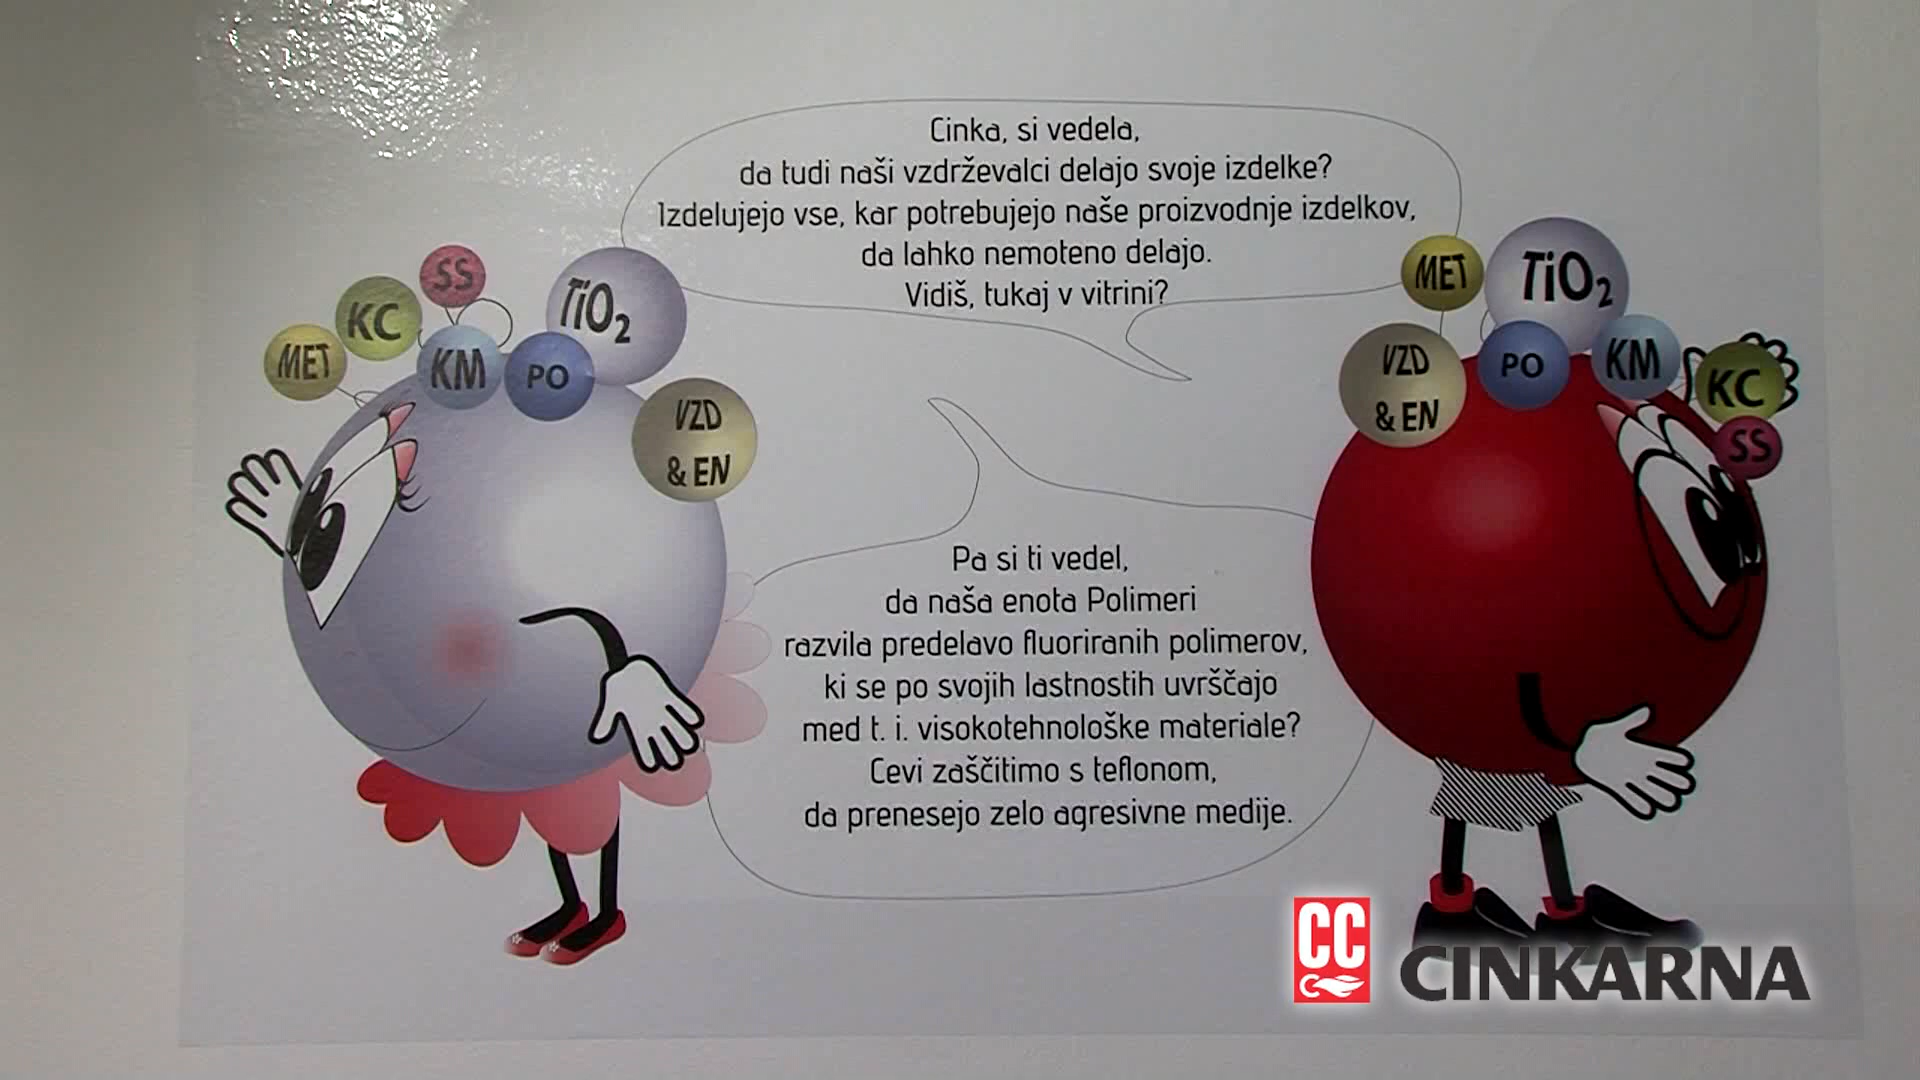 Cinka, si vedela,
da tudi naši vzdrževalci delajo svoje izdelke?
Izdelujejo vse, kar potrebujejo naše proizvodnje izdelkov,
da lahko nemoteno delajo.
Vidiš, tukaj v vitrini?
SS
KC
MET
KM
PO
TiO2
VZD
& EN
MET
TiO2
VZD
& EN
PO
KM
KC
SS
Pa si ti vedel,
da naša enota Polimeri
razvila predelavo fluoriranih polimerov,
ki se po svojih lastnostih uvrščajo
med t. i. visokotehnološke materiale?
Cevi zaščitimo s teflonom,
da prenesejo zelo agresivne medije.
CC
CINKARNA